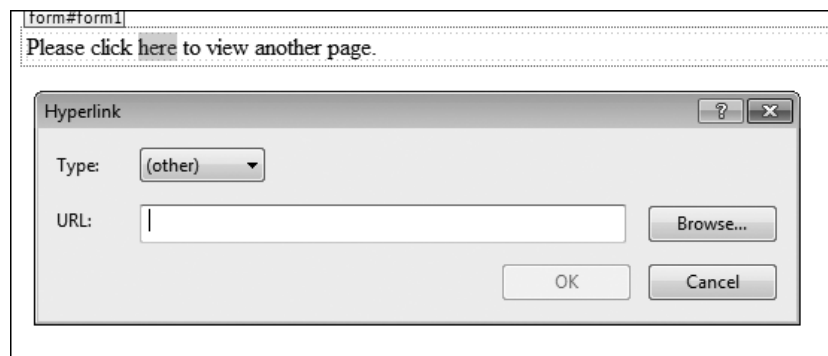 form#form1
Please click here to view another page.
Hyperlink
?
Type: (other)
URL: Browse...
OK Cancel